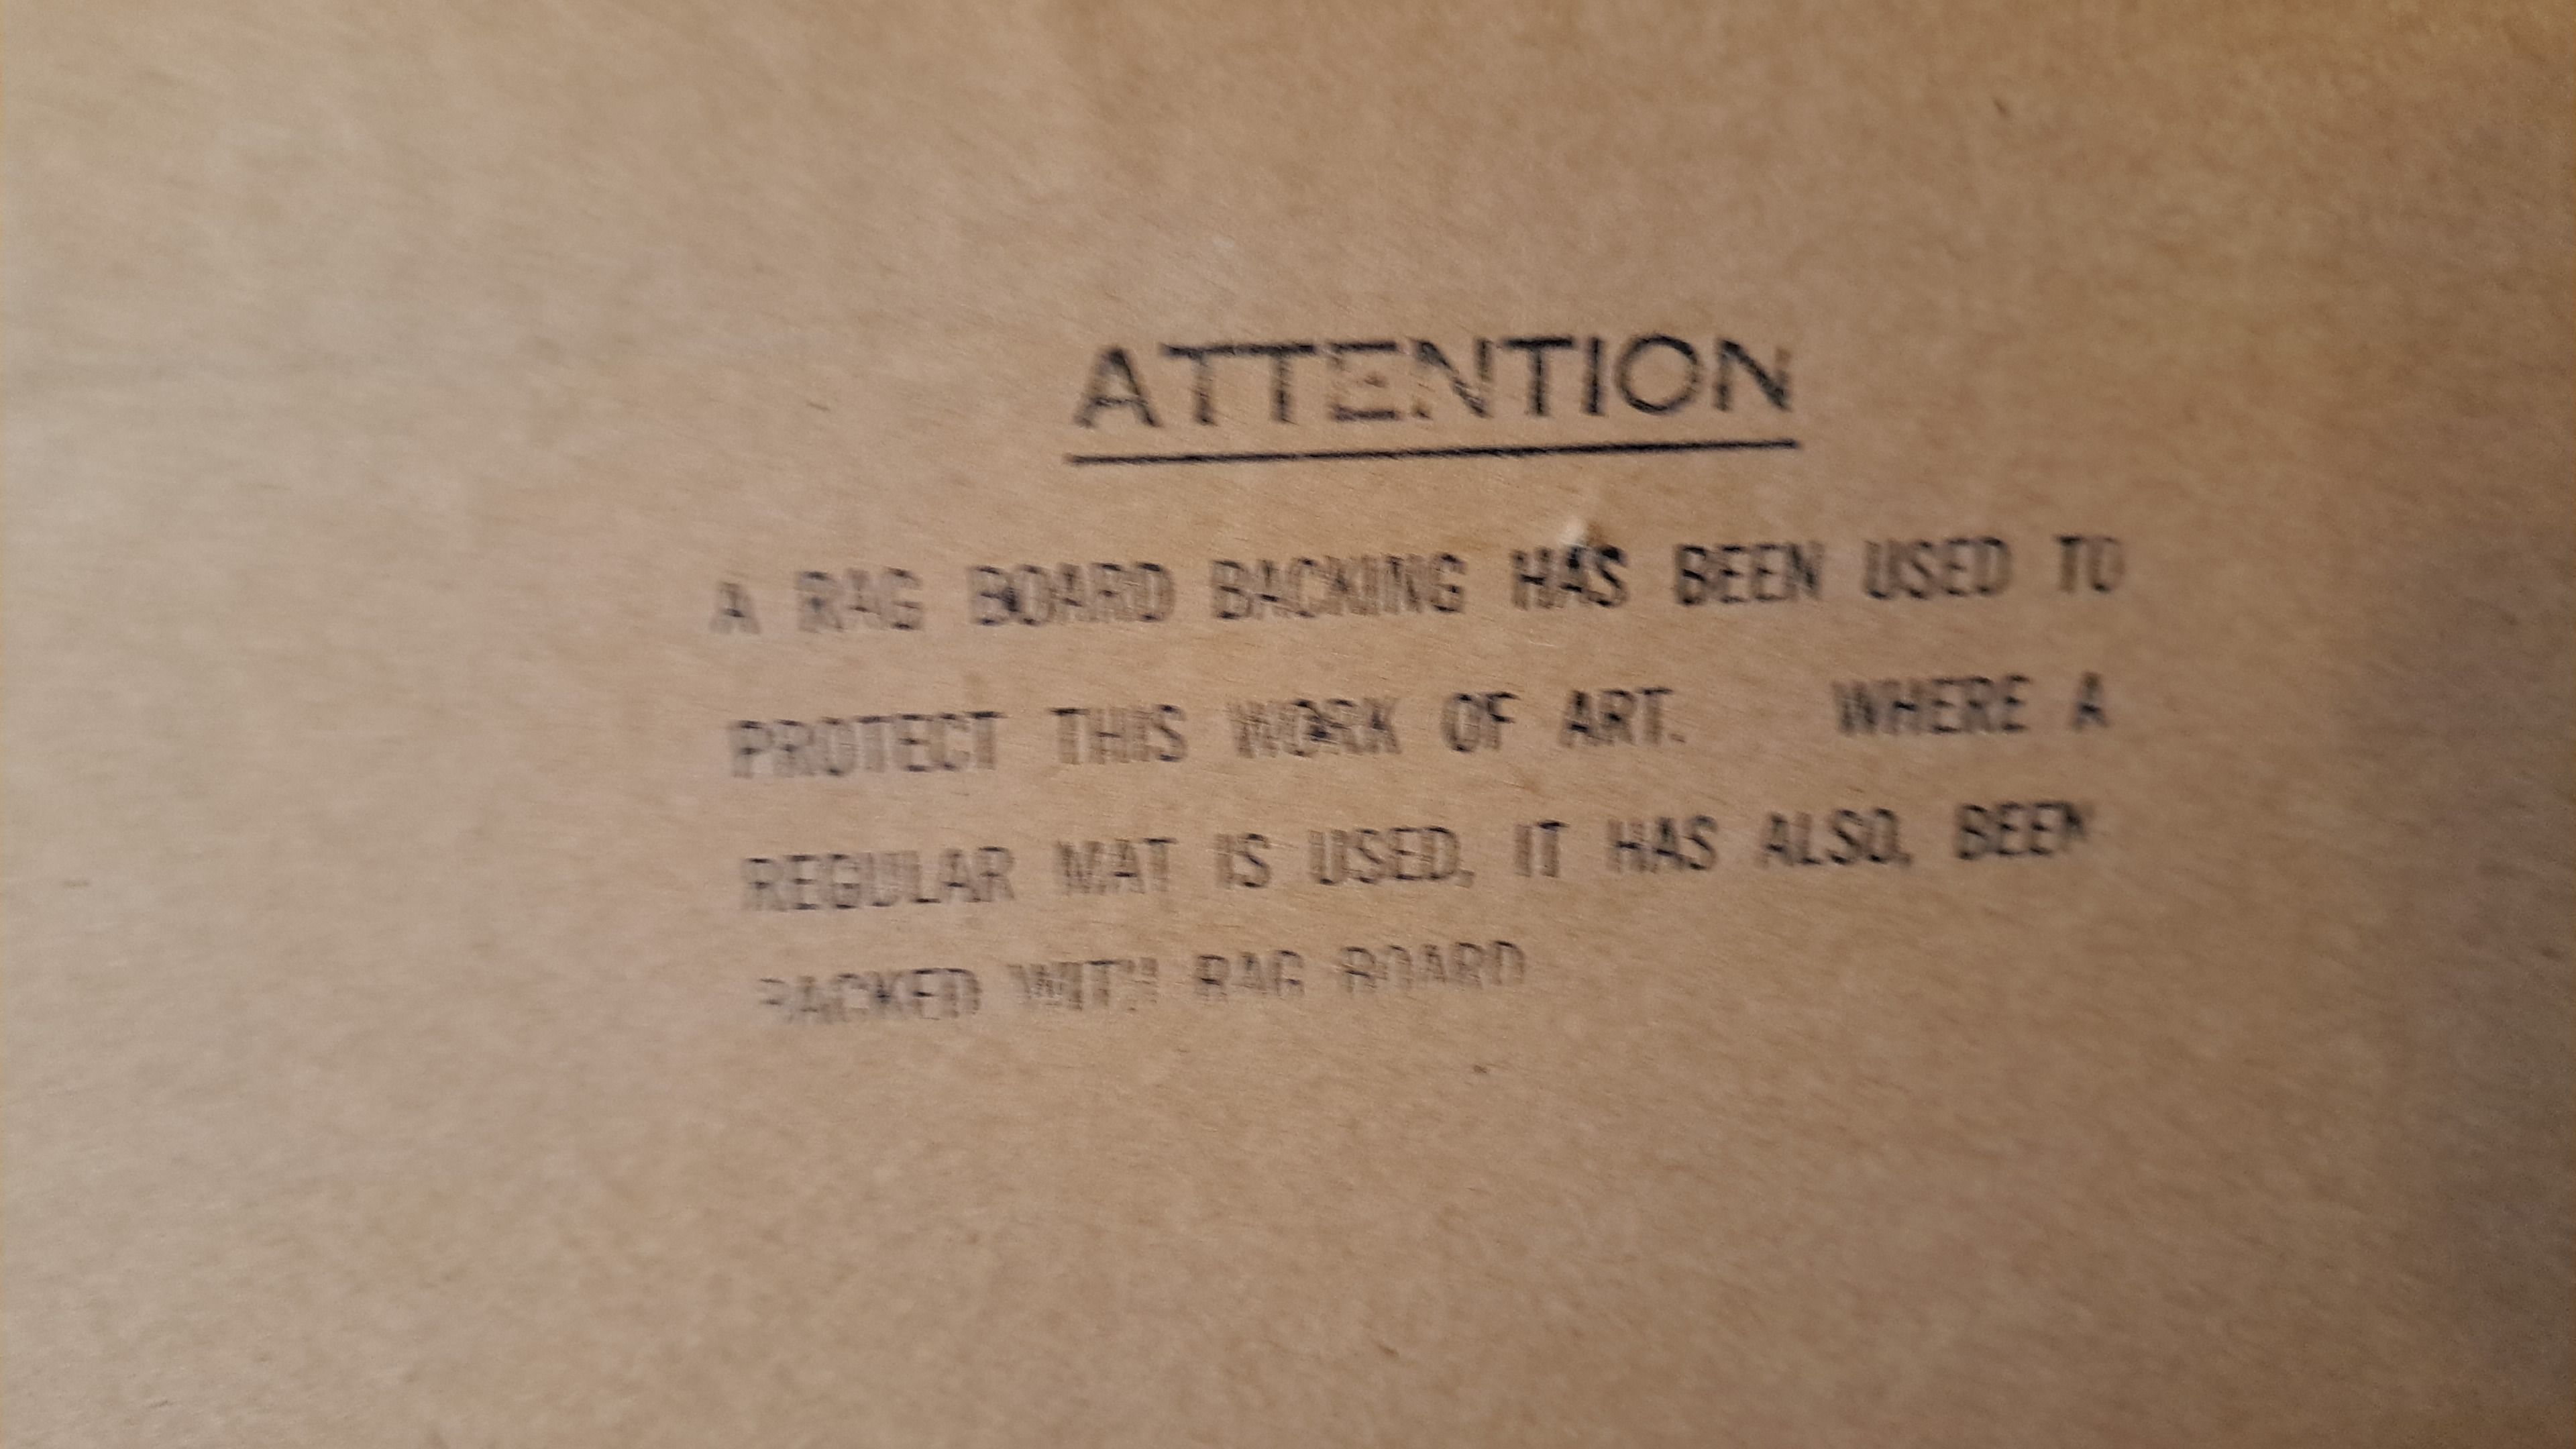 ATTENTION
A RAG BOARD BACKING HAS BEEN USED TO
PROTECT THIS WORK OF ART. WHERE A
REGULAR MAT IS USED, IT HAS ALSO, BEEN
BACKED WITH RAG BOARD